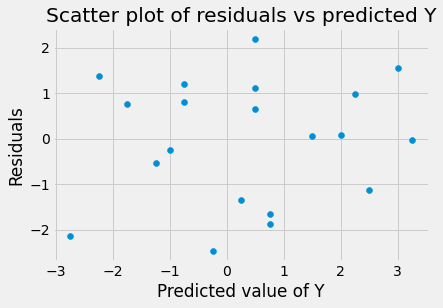 Scatter plot of residuals vs predicted Y
2
1
0
−1
−2
Residuals
−3 −2 −1 0 1 2 3
Predicted value of Y